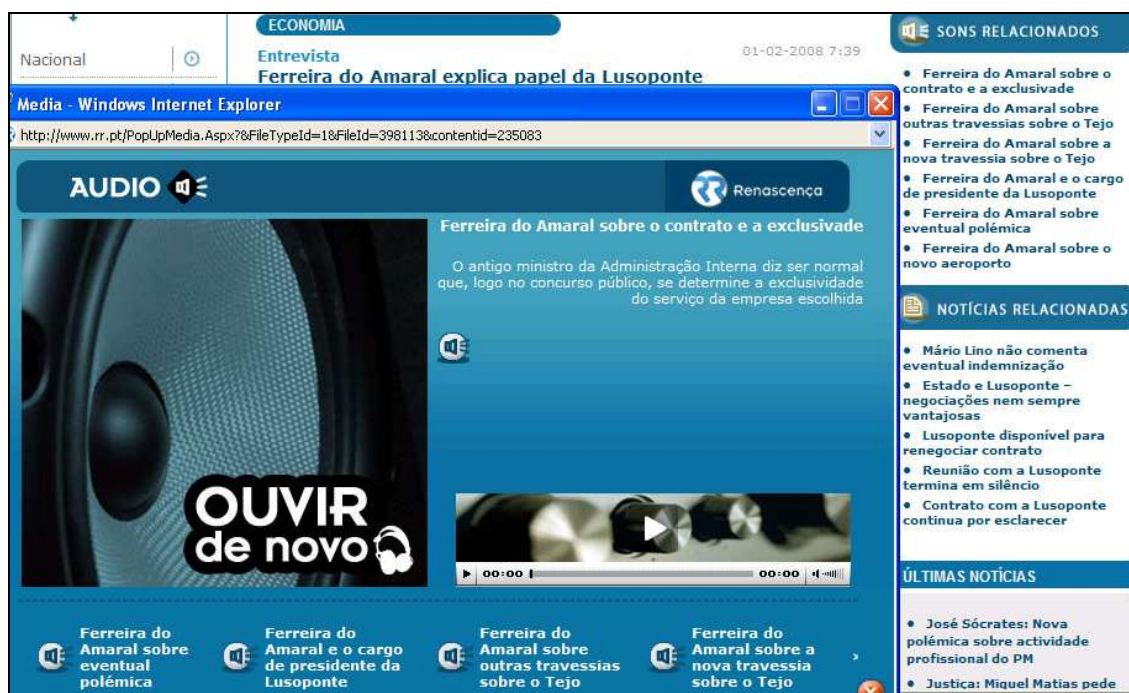 ECONOMIA
Nacional
Entrevista
01-02-2008 7:39
Ferreira do Amaral explica papel da Lusoponte
Media - Windows Internet Explorer
http://www.rr.pt/PopUpMedia.Aspx?&FileTypeId=1&FileId=398113&contentid=235083
AUDIO
Renascença
Ferreira do Amaral sobre o contrato e a exclusivade
O antigo ministro da Administração Interna diz ser normal
que, logo no concurso público, se determine a exclusividade
do serviço da empresa escolhida
OUVIR
de novo
00:00
00:00
Ferreira do
Amaral sobre
eventual
polémica
Ferreira do
Amaral e o cargo
de presidente da
Lusoponte
Ferreira do
Amaral sobre
outras travessias
sobre o Tejo
Ferreira do
Amaral sobre a
nova travessia
sobre o Tejo
SONS RELACIONADOS
• Ferreira do Amaral sobre o
contrato e a exclusivade
• Ferreira do Amaral sobre
outras travessias sobre o Tejo
• Ferreira do Amaral sobre a
nova travessia sobre o Tejo
• Ferreira do Amaral e o cargo
de presidente da Lusoponte
• Ferreira do Amaral sobre
eventual polémica
• Ferreira do Amaral sobre o
novo aeroporto
NOTÍCIAS RELACIONADAS
• Mário Lino não comenta
eventual indemnização
• Estado e Lusoponte –
negociações nem sempre
vantajosas
• Lusoponte disponível para
renegociar contrato
• Reunião com a Lusoponte
termina em silêncio
• Contrato com a Lusoponte
continua por esclarecer
ÚLTIMAS NOTÍCIAS
• José Sócrates: Nova
polémica sobre actividade
profissional do PM
• Justiça: Miguel Matias pede